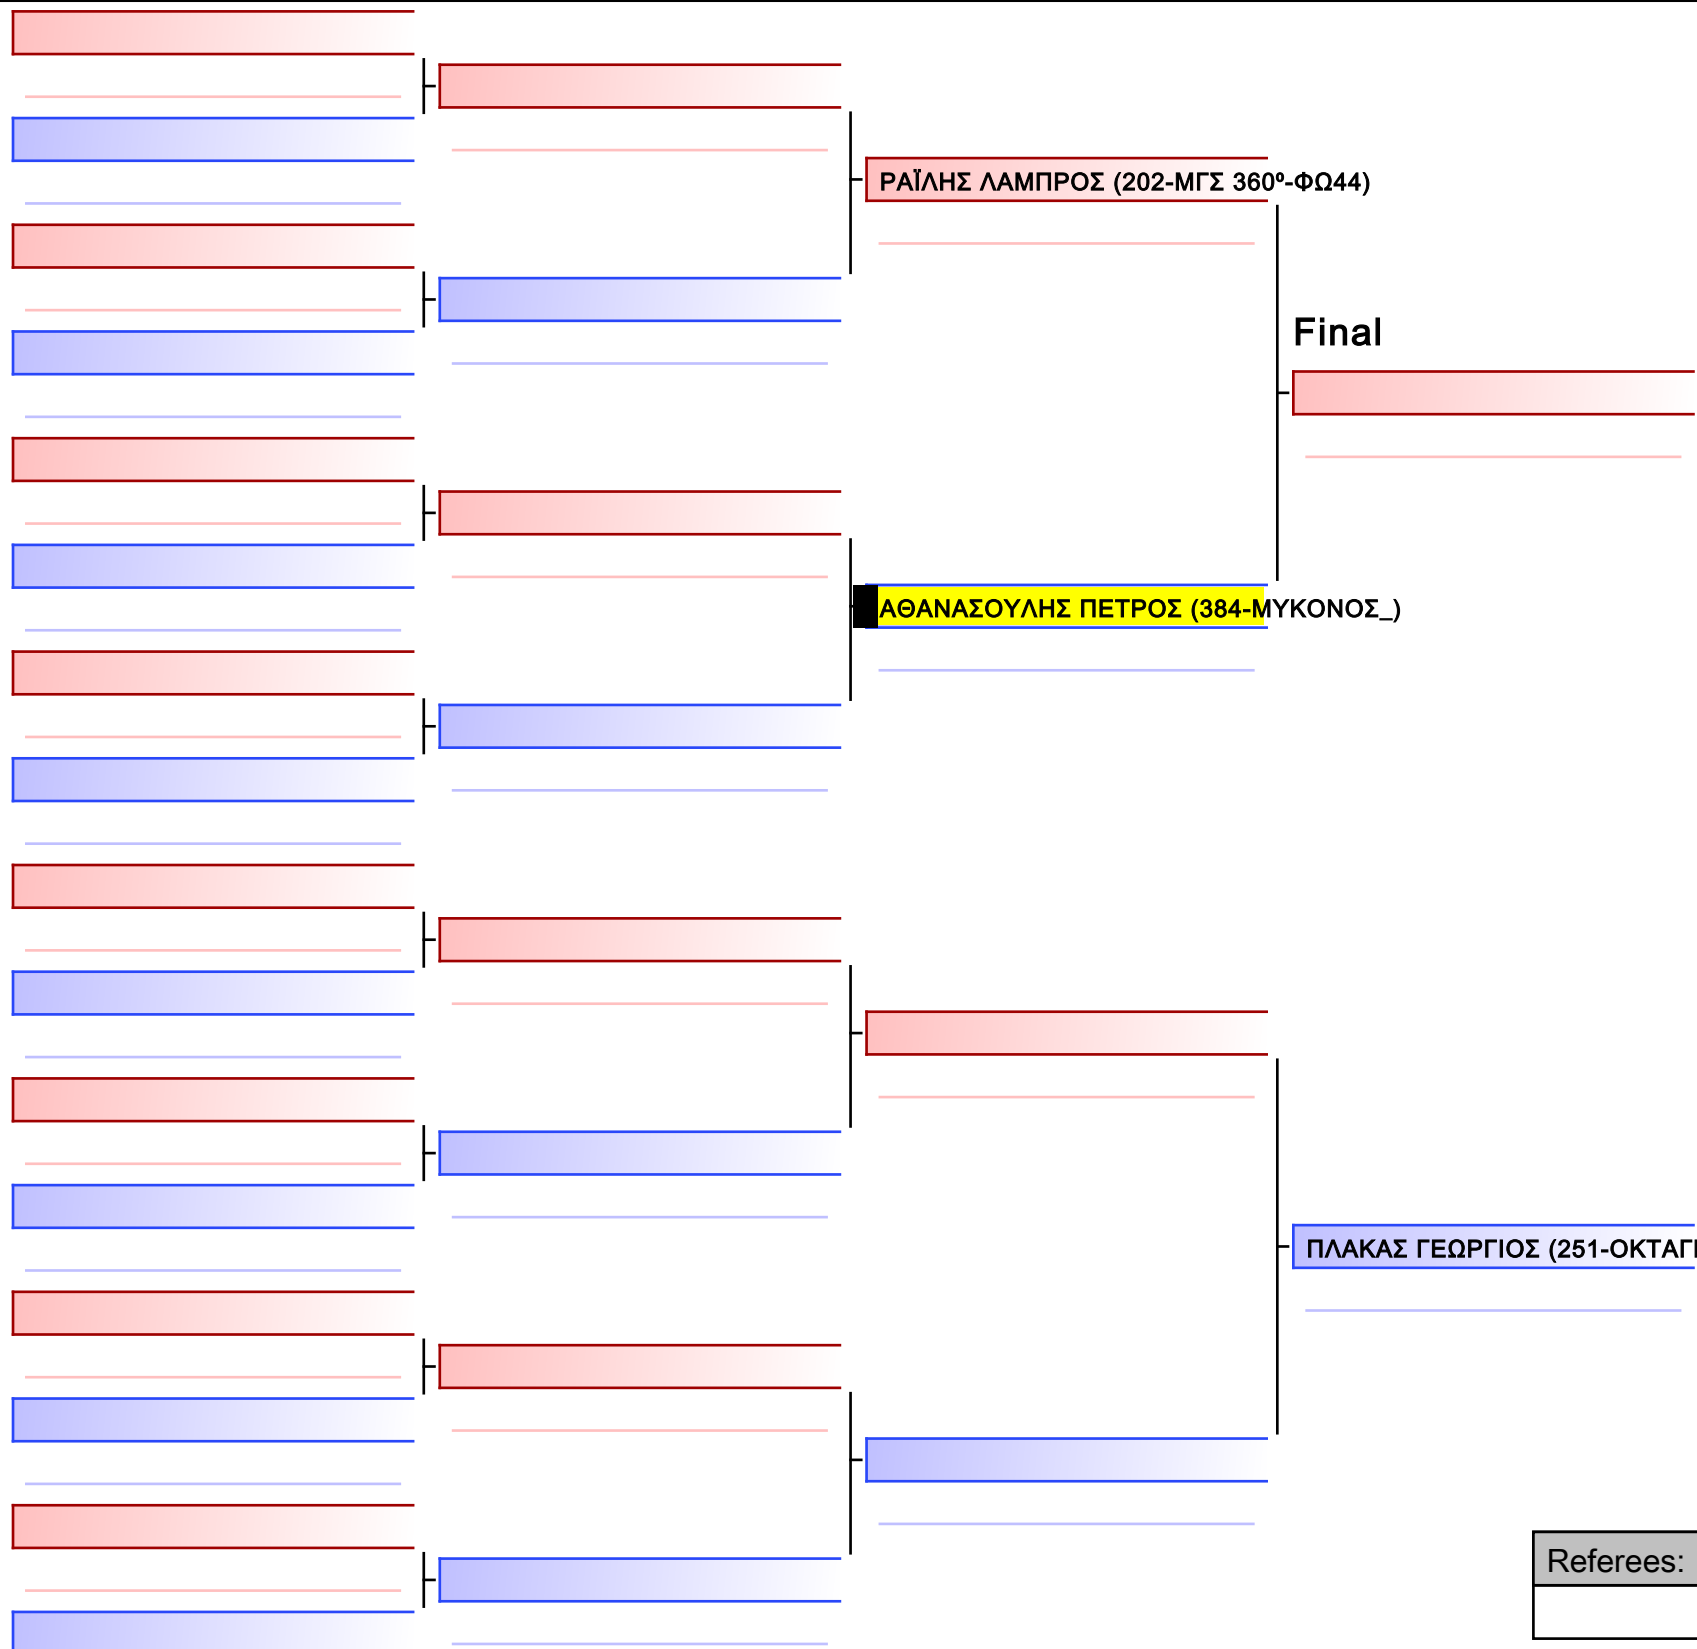 ΡΑΪΛΗΣ ΛΑΜΠΡΟΣ (202-ΜΓΣ 360º-ΦΩ44)
Final
ΑΘΑΝΑΣΟΥΛΗΣ ΠΕΤΡΟΣ (384-ΜΥΚΟΝΟΣ_)
ΠΛΑΚΑΣ ΓΕΩΡΓΙΟΣ (251-ΟΚΤΑΓ
Referees: